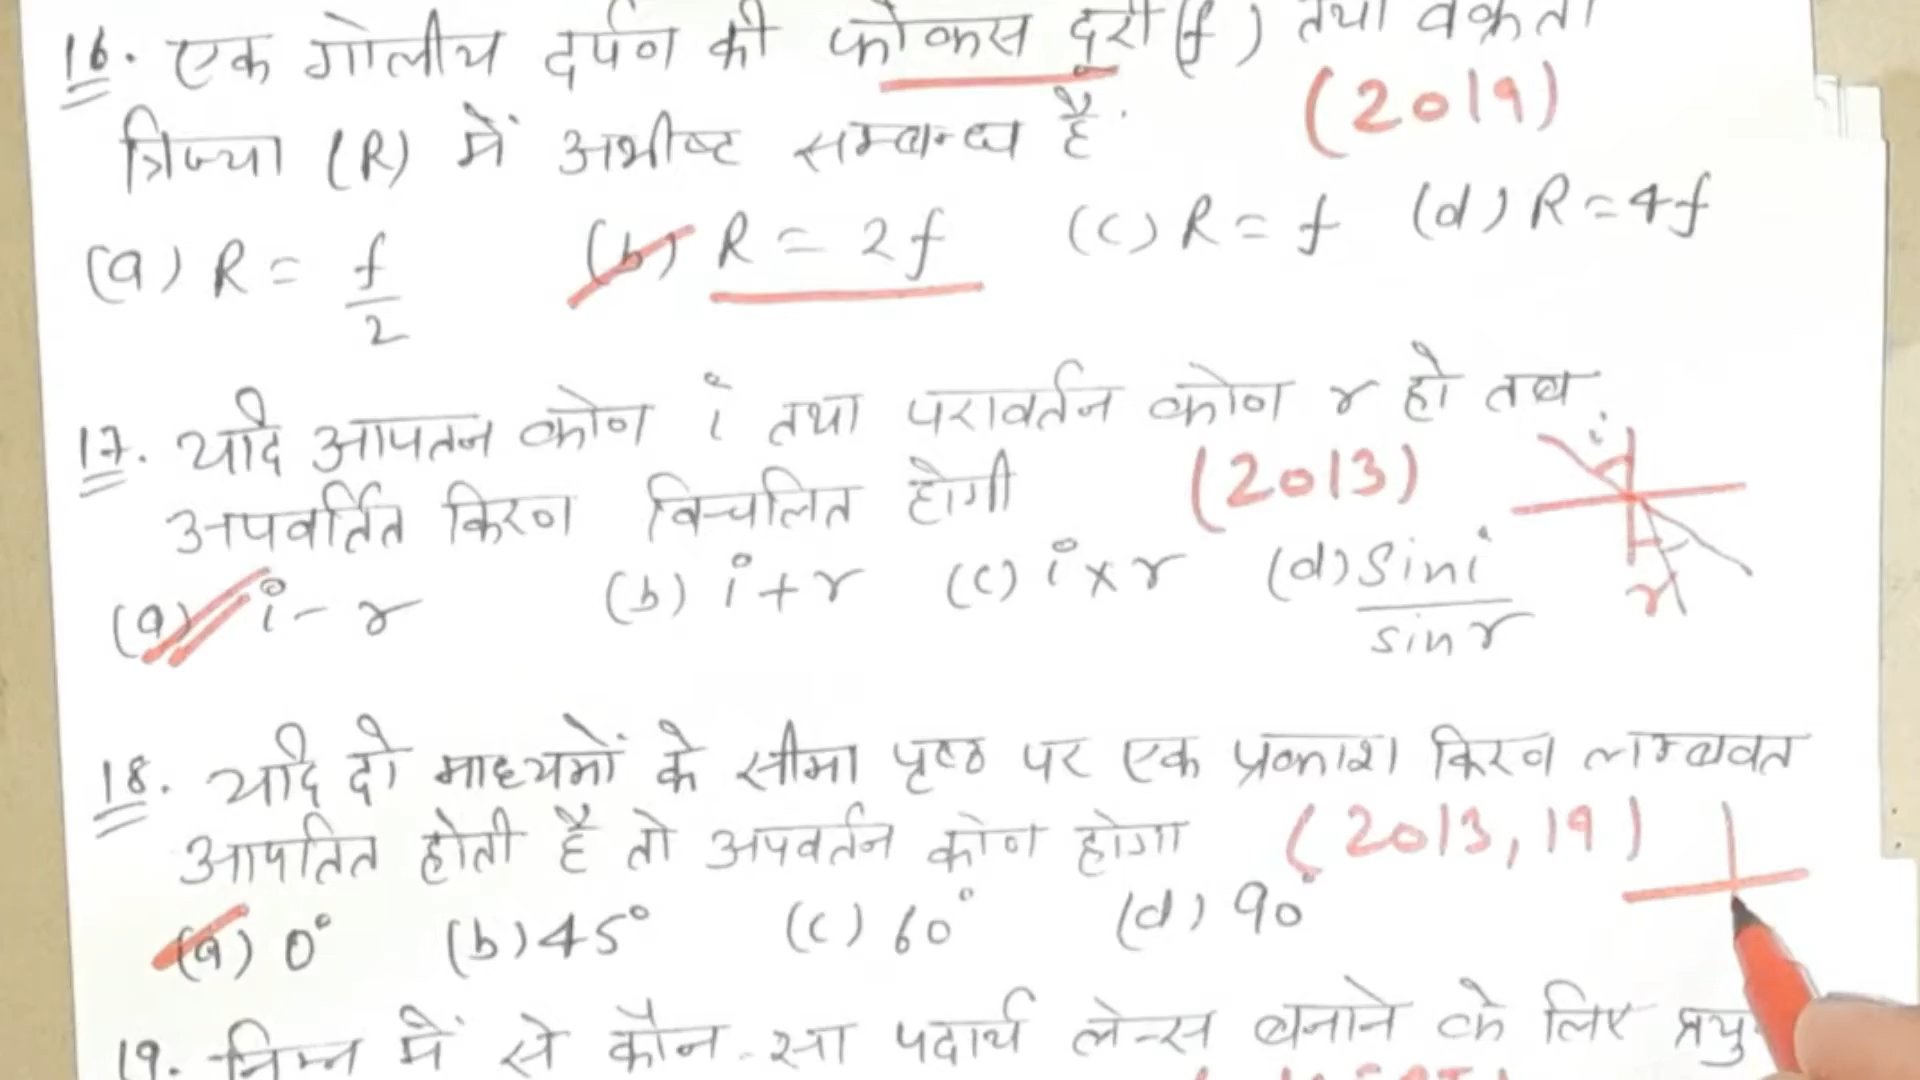 16. एक गोलीय दर्पण की फोकस दूरी (f) तथा वक्रता
त्रिज्या (R) में अभीष्ट सम्बन्ध है. (2019)
(a) R = f/2 (b) R = 2f (c) R = f (d) R = 4f
17. यदि आपतन कोण i तथा परावर्तन कोण r हो तब
अपवर्तित किरण विचलित होगी (2013)
i
(a) i - r (b) i + r (c) i x r (d) sin i / sin r
r
18. यदि दो माध्यमों के सीमा पृष्ठ पर एक प्रकाश किरण लम्बवत
आपतित होती है तो अपवर्तन कोण होगा (2013, 19)
(a) 0° (b) 45° (c) 60° (d) 90°
19. निम्न में से कौन-सा पदार्थ लेन्स बनाने के लिए